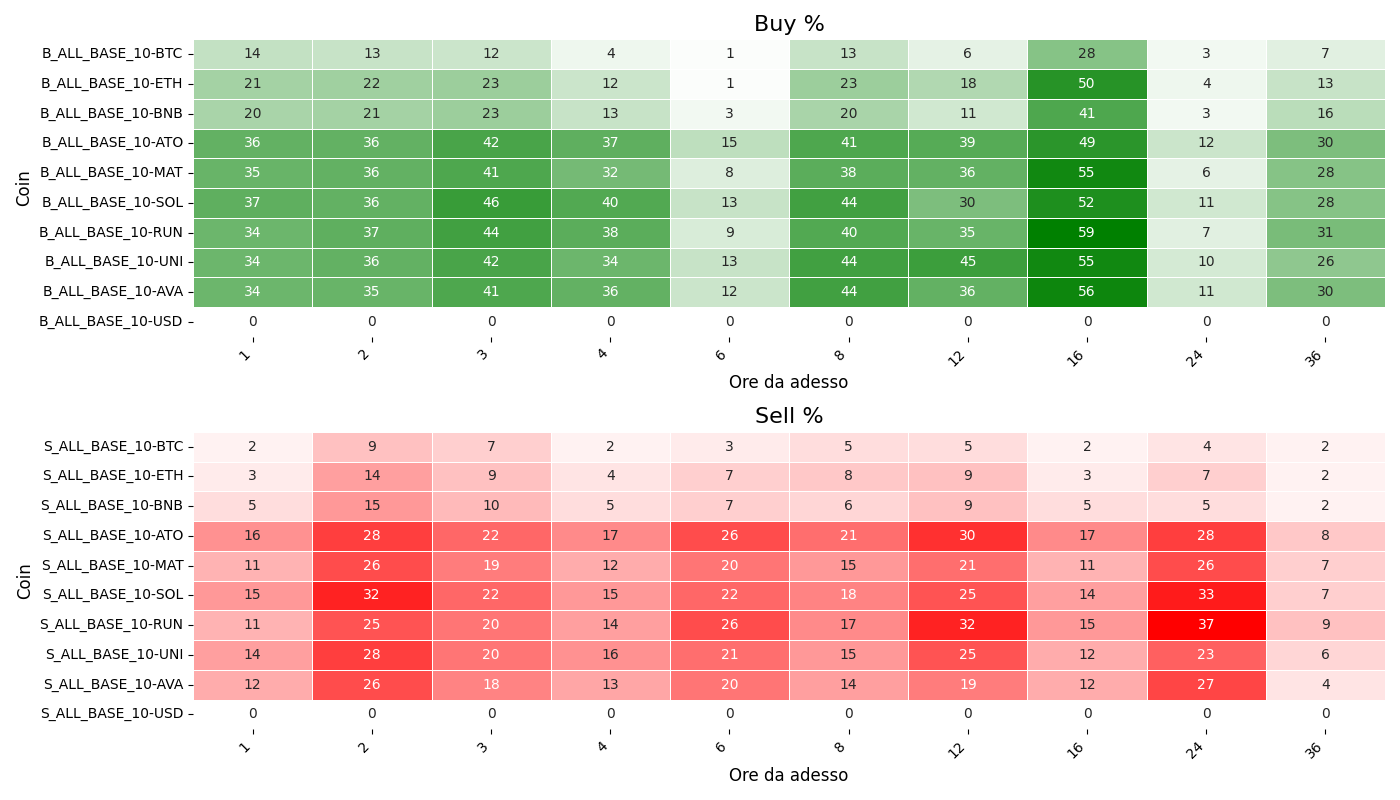 Buy %
Coin
B_ALL_BASE_10-BTC 14 13 12 4 1 13 6 28 3 7
B_ALL_BASE_10-ETH 21 22 23 12 1 23 18 50 4 13
B_ALL_BASE_10-BNB 20 21 23 13 3 20 11 41 3 16
B_ALL_BASE_10-ATO 36 36 42 37 15 41 39 49 12 30
B_ALL_BASE_10-MAT 35 36 41 32 8 38 36 55 6 28
B_ALL_BASE_10-SOL 37 36 46 40 13 44 30 52 11 28
B_ALL_BASE_10-RUN 34 37 44 38 9 40 35 59 7 31
B_ALL_BASE_10-UNI 34 36 42 34 13 44 45 55 10 26
B_ALL_BASE_10-AVA 34 35 41 36 12 44 36 56 11 30
B_ALL_BASE_10-USD 0 0 0 0 0 0 0 0 0 0
1 2 3 4 6 8 12 16 24 36
Ore da adesso
Sell %
Coin
S_ALL_BASE_10-BTC 2 9 7 2 3 5 5 2 4 2
S_ALL_BASE_10-ETH 3 14 9 4 7 8 9 3 7 2
S_ALL_BASE_10-BNB 5 15 10 5 7 6 9 5 5 2
S_ALL_BASE_10-ATO 16 28 22 17 26 21 30 17 28 8
S_ALL_BASE_10-MAT 11 26 19 12 20 15 21 11 26 7
S_ALL_BASE_10-SOL 15 32 22 15 22 18 25 14 33 7
S_ALL_BASE_10-RUN 11 25 20 14 26 17 32 15 37 9
S_ALL_BASE_10-UNI 14 28 20 16 21 15 25 12 23 6
S_ALL_BASE_10-AVA 12 26 18 13 20 14 19 12 27 4
S_ALL_BASE_10-USD 0 0 0 0 0 0 0 0 0 0
1 2 3 4 6 8 12 16 24 36
Ore da adesso